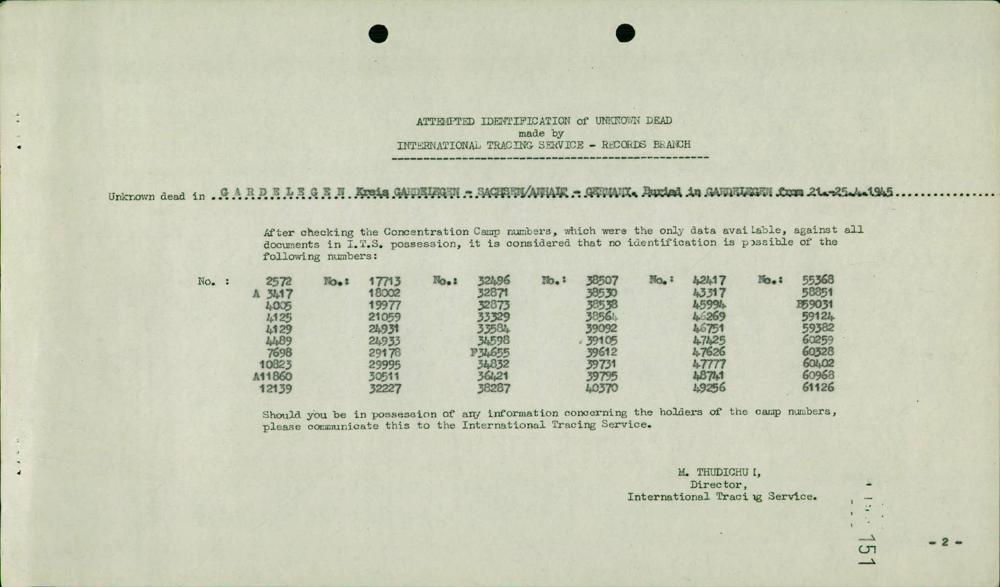 ATTEMPTED IDENTIFICATION of UNKNOWN DEAD
made by
INTERNATIONAL TRACING SERVICE - RECORDS BRANCH
Unknown dead in . G A R D E L E G E N Kreis GARDELEGEN - SACHSEN/ANHALT - GERMANY. Buried in GARDELEGEN from 21.-25.4.1945
After checking the Concentration Camp numbers, which were the only data available, against all
documents in I.T.S. possession, it is considered that no identification is possible of the
following numbers:
No. : 2572 No.: 17713 No.: 32496 No.: 38507 No.: 42417 No.: 55368
A 3417 18002 32871 38530 43317 58851
4005 19977 32873 38538 45994 B59031
4125 21059 33329 38564 46269 59124
4129 24931 33584 39092 46751 59382
4489 24933 34598 39105 47425 60259
7698 29178 F34655 39612 47626 60328
10823 29995 34832 39731 47777 60402
A11860 30511 36421 39795 48741 60968
12139 32227 38287 40370 49256 61126
Should you be in possession of any information concerning the holders of the camp numbers,
please communicate this to the International Tracing Service.
M. THUDICHU I,
Director,
International Traci ng Service.
151
- 2 -